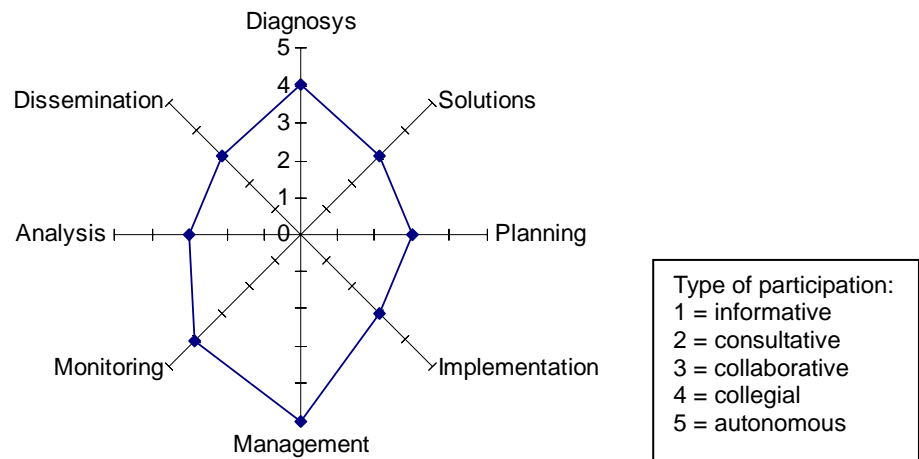 Diagnosys
5
Dissemination
4
Solutions
3
2
1
Analysis
0
Planning
Monitoring
Implementation
Management
Type of participation:
1 = informative
2 = consultative
3 = collaborative
4 = collegial
5 = autonomous